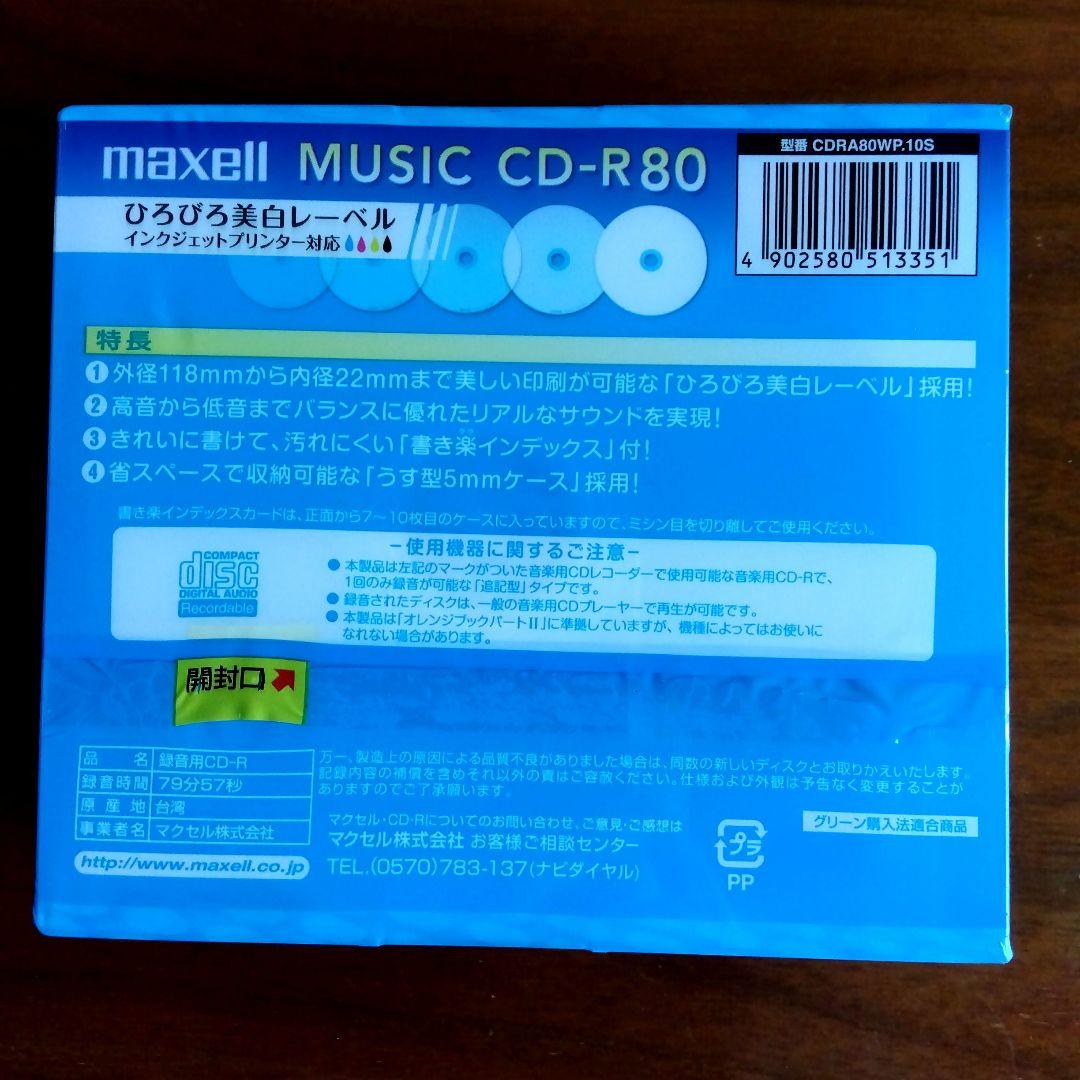 maxell MUSIC CD-R80
型番 CDRA80WP.10S
4 902580 513351
ひろびろ美白レーベル
インクジェットプリンター対応
特長
❶外径118mmから内径22mmまで美しい印刷が可能な「ひろびろ美白レーベル」採用!
❷高音から低音までバランスに優れたリアルなサウンドを実現!
❸きれいに書けて、汚れにくい「書き楽インデックス」付!
❹省スペースで収納可能な「うす型5mmケース」採用!
書き楽インデックスカードは、正面から7〜10枚目のケースに入っていますので、ミシン目を切り離してご使用ください。
−使用機器に関するご注意−
COMPACT
disc
DIGITAL AUDIO
Recordable
●本製品は左記のマークがついた音楽用CDレコーダーで使用可能な音楽用CD-Rで、
1回のみ録音が可能な「追記型」タイプです。
●録音されたディスクは、一般の音楽用CDプレーヤーで再生が可能です。
●本製品は「オレンジブックパートII」に準拠していますが、機種によってはお使いに
なれない場合があります。
開封口
品名 録音用CD-R
録音時間 79分57秒
原産地 台湾
事業者名 マクセル株式会社
http://www.maxell.co.jp
万一、製造上の原因による品質不良がありました場合は、同数の新しいディスクとお取りかえいたします。
記録内容の補償を含めそれ以外の責はご容赦ください。仕様および外観は予告なく変更することが
ありますのでご了承願います。
マクセル・CD-Rについてのお問い合わせ、ご意見・ご感想は
マクセル株式会社 お客様ご相談センター
TEL.(0570)783-137(ナビダイヤル)
プラ
PP
グリーン購入法適合商品